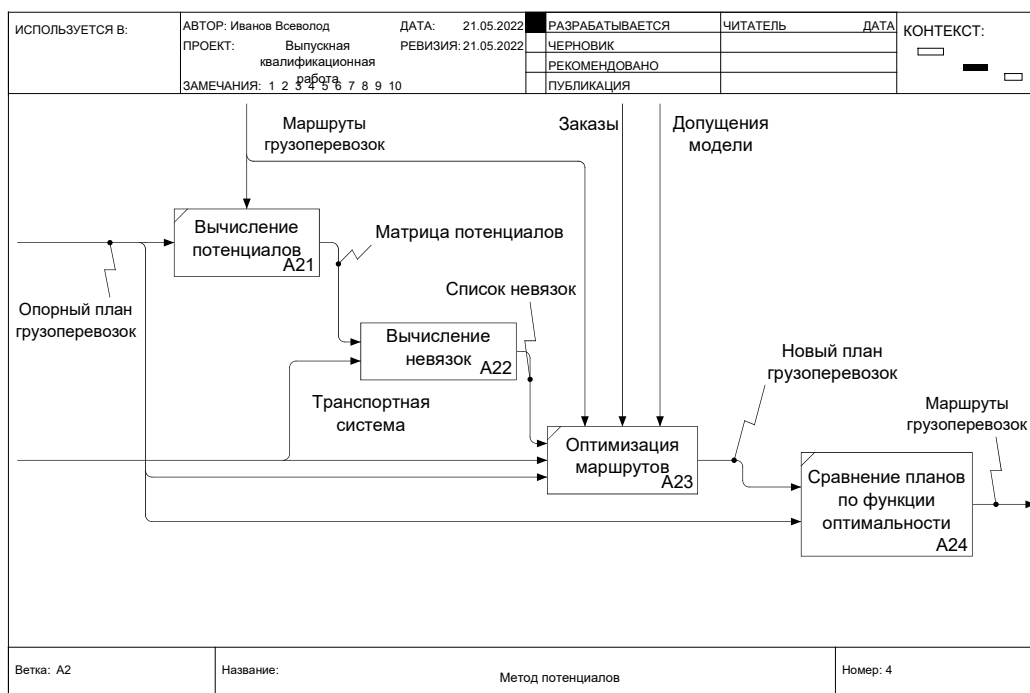 ИСПОЛЬЗУЕТСЯ В:
АВТОР: Иванов Всеволод
ДАТА: 21.05.2022
ПРОЕКТ: Выпускная
квалификационная
работа
РЕВИЗИЯ: 21.05.2022
ЗАМЕЧАНИЯ: 1 2 3 4 5 6 7 8 9 10
РАЗРАБАТЫВАЕТСЯ
ЧЕРНОВИК
РЕКОМЕНДОВАНО
ПУБЛИКАЦИЯ
ЧИТАТЕЛЬ
ДАТА
КОНТЕКСТ:
Маршруты
грузоперевозок
Заказы
Допущения
модели
Вычисление
потенциалов
A21
Матрица потенциалов
Опорный план
грузоперевозок
Список невязок
Вычисление
невязок
A22
Транспортная
система
Новый план
грузоперевозок
Оптимизация
маршрутов
A23
Маршруты
грузоперевозок
Сравнение планов
по функции
оптимальности
A24
Ветка: A2
Название:
Метод потенциалов
Номер: 4